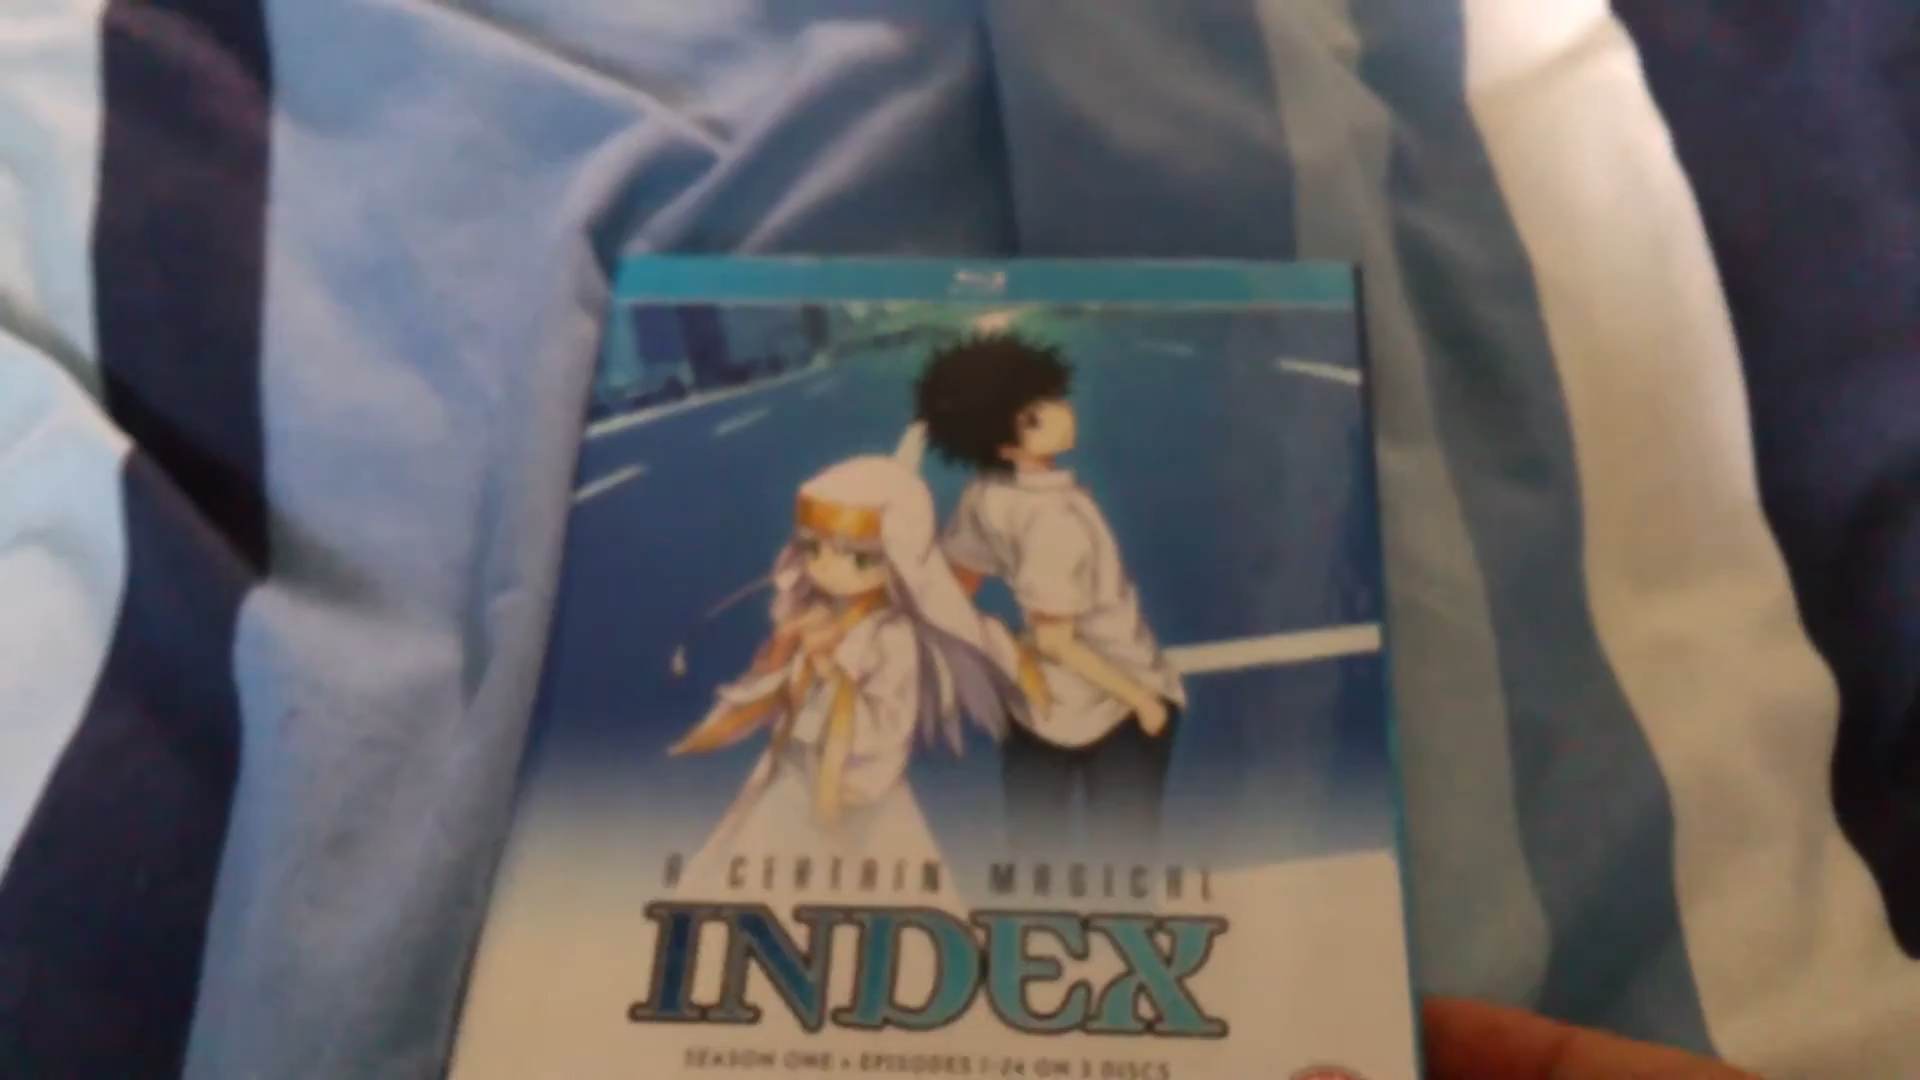 A CERTAIN MAGICAL
INDEX
SEASON ONE • EPISODES 1-24 ON 3 DISCS